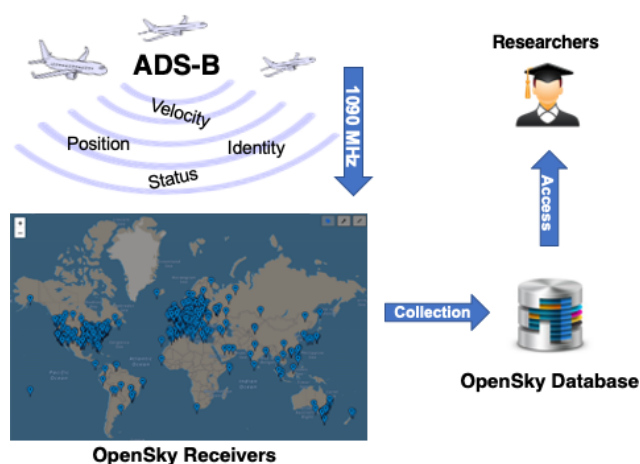 ADS-B
Velocity
Position
Identity
Status
1090 MHz
OpenSky Receivers
Collection
OpenSky Database
Access
Researchers